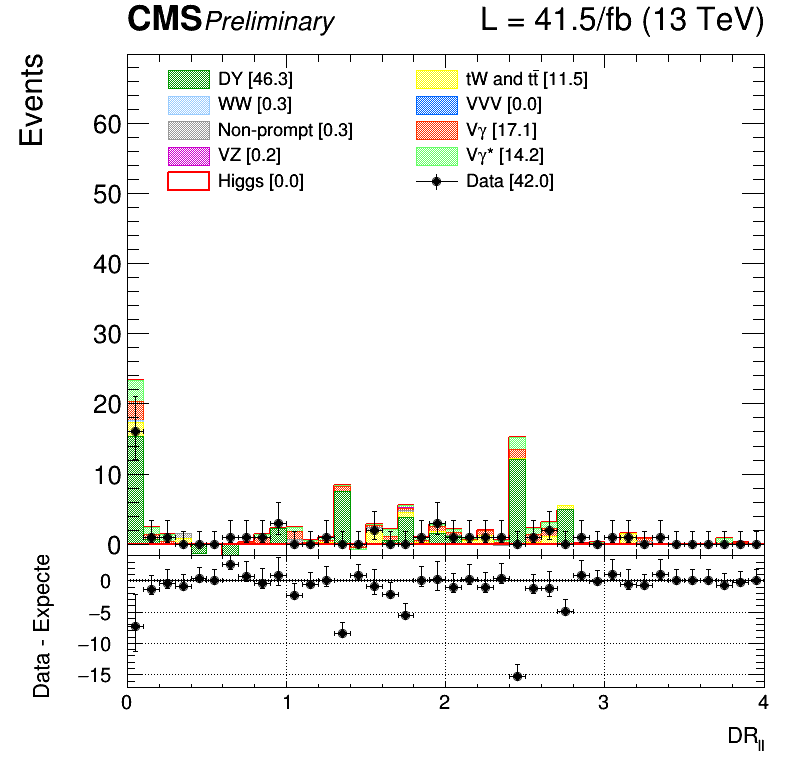 CMS Preliminary L = 41.5/fb (13 TeV)
Events
DY [46.3] tW and tt̄ [11.5]
WW [0.3] VVV [0.0]
Non-prompt [0.3] Vγ [17.1]
VZ [0.2] Vγ* [14.2]
Higgs [0.0] Data [42.0]
60
50
40
30
20
10
0
Data - Expecte
0
−5
−10
−15
0 1 2 3 4
DR_ll